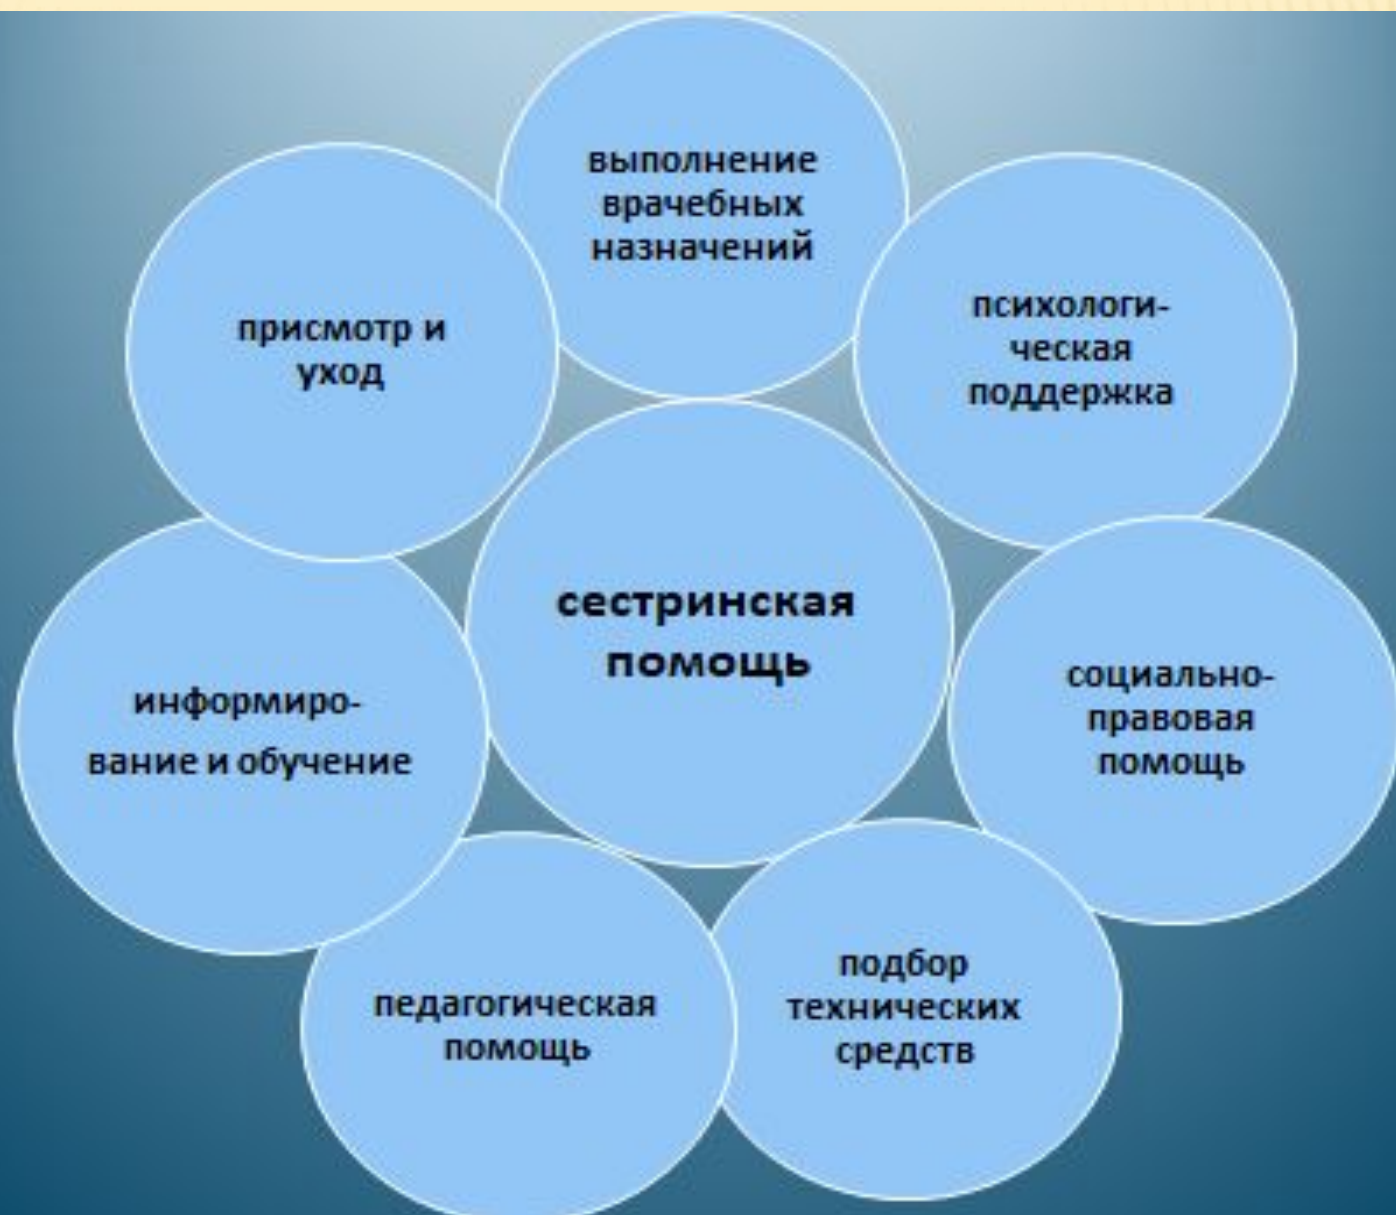 выполнение
врачебных
назначений
присмотр и
уход
психологи-
ческая
поддержка
сестринская
помощь
информиро-
вание и обучение
социально-
правовая
помощь
педагогическая
помощь
подбор
технических
средств